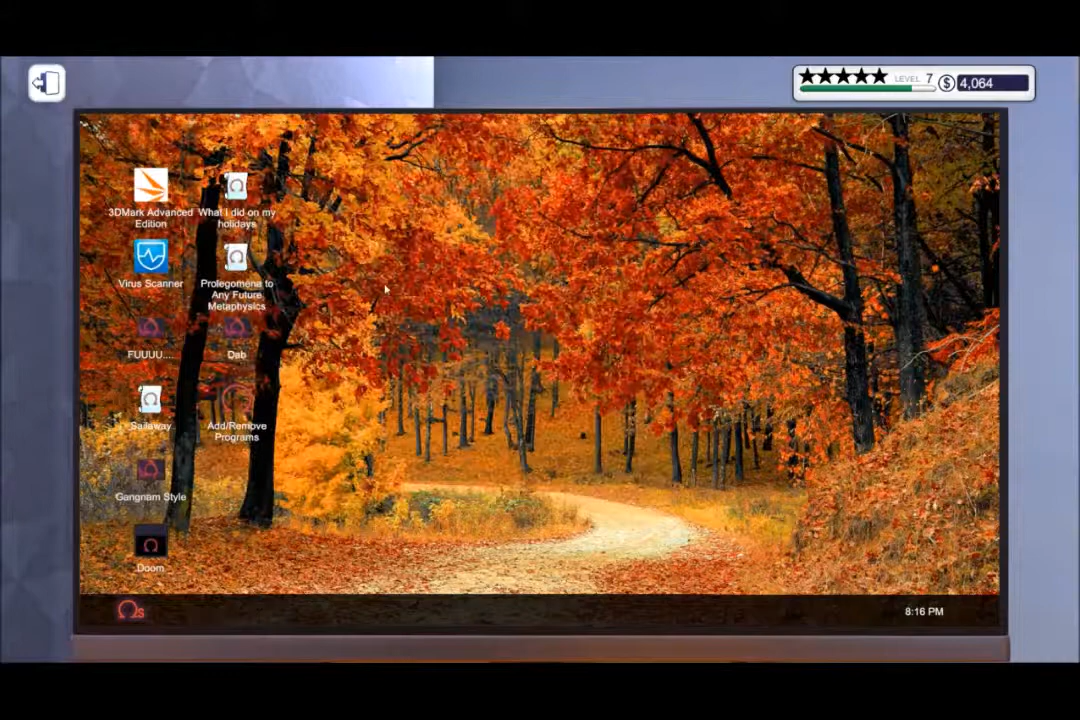 LEVEL 7
$ 4,064
3DMark Advanced
Edition
What I did on my
holidays
Virus Scanner
Prolegomena to
Any Future
Metaphysics
FUUUU....
Dab
Sailaway
Add/Remove
Programs
Gangnam Style
Doom
Ωs
8:16 PM